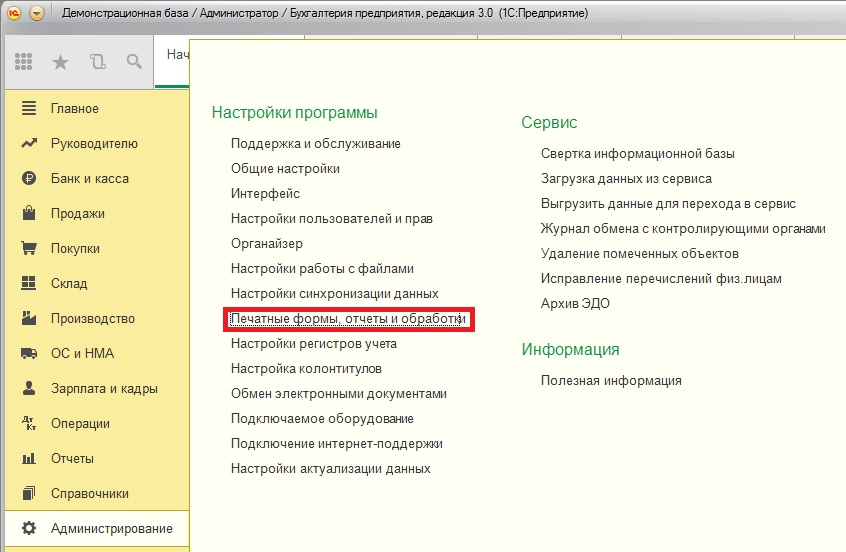 Демонстрационная база / Администратор / Бухгалтерия предприятия, редакция 3.0 (1С:Предприятие)
Нач
Главное
Руководителю
Банк и касса
Продажи
Покупки
Склад
Производство
ОС и НМА
Зарплата и кадры
Дт
Кт
Операции
Отчеты
Справочники
Администрирование
Настройки программы
Поддержка и обслуживание
Общие настройки
Интерфейс
Настройки пользователей и прав
Органайзер
Настройки работы с файлами
Настройки синхронизации данных
Печатные формы, отчеты и обработки
Настройки регистров учета
Настройка колонтитулов
Обмен электронными документами
Подключаемое оборудование
Подключение интернет-поддержки
Настройки актуализации данных
Сервис
Свертка информационной базы
Загрузка данных из сервиса
Выгрузить данные для перехода в сервис
Журнал обмена с контролирующими органами
Удаление помеченных объектов
Исправление перечислений физ.лицам
Архив ЭДО
Информация
Полезная информация